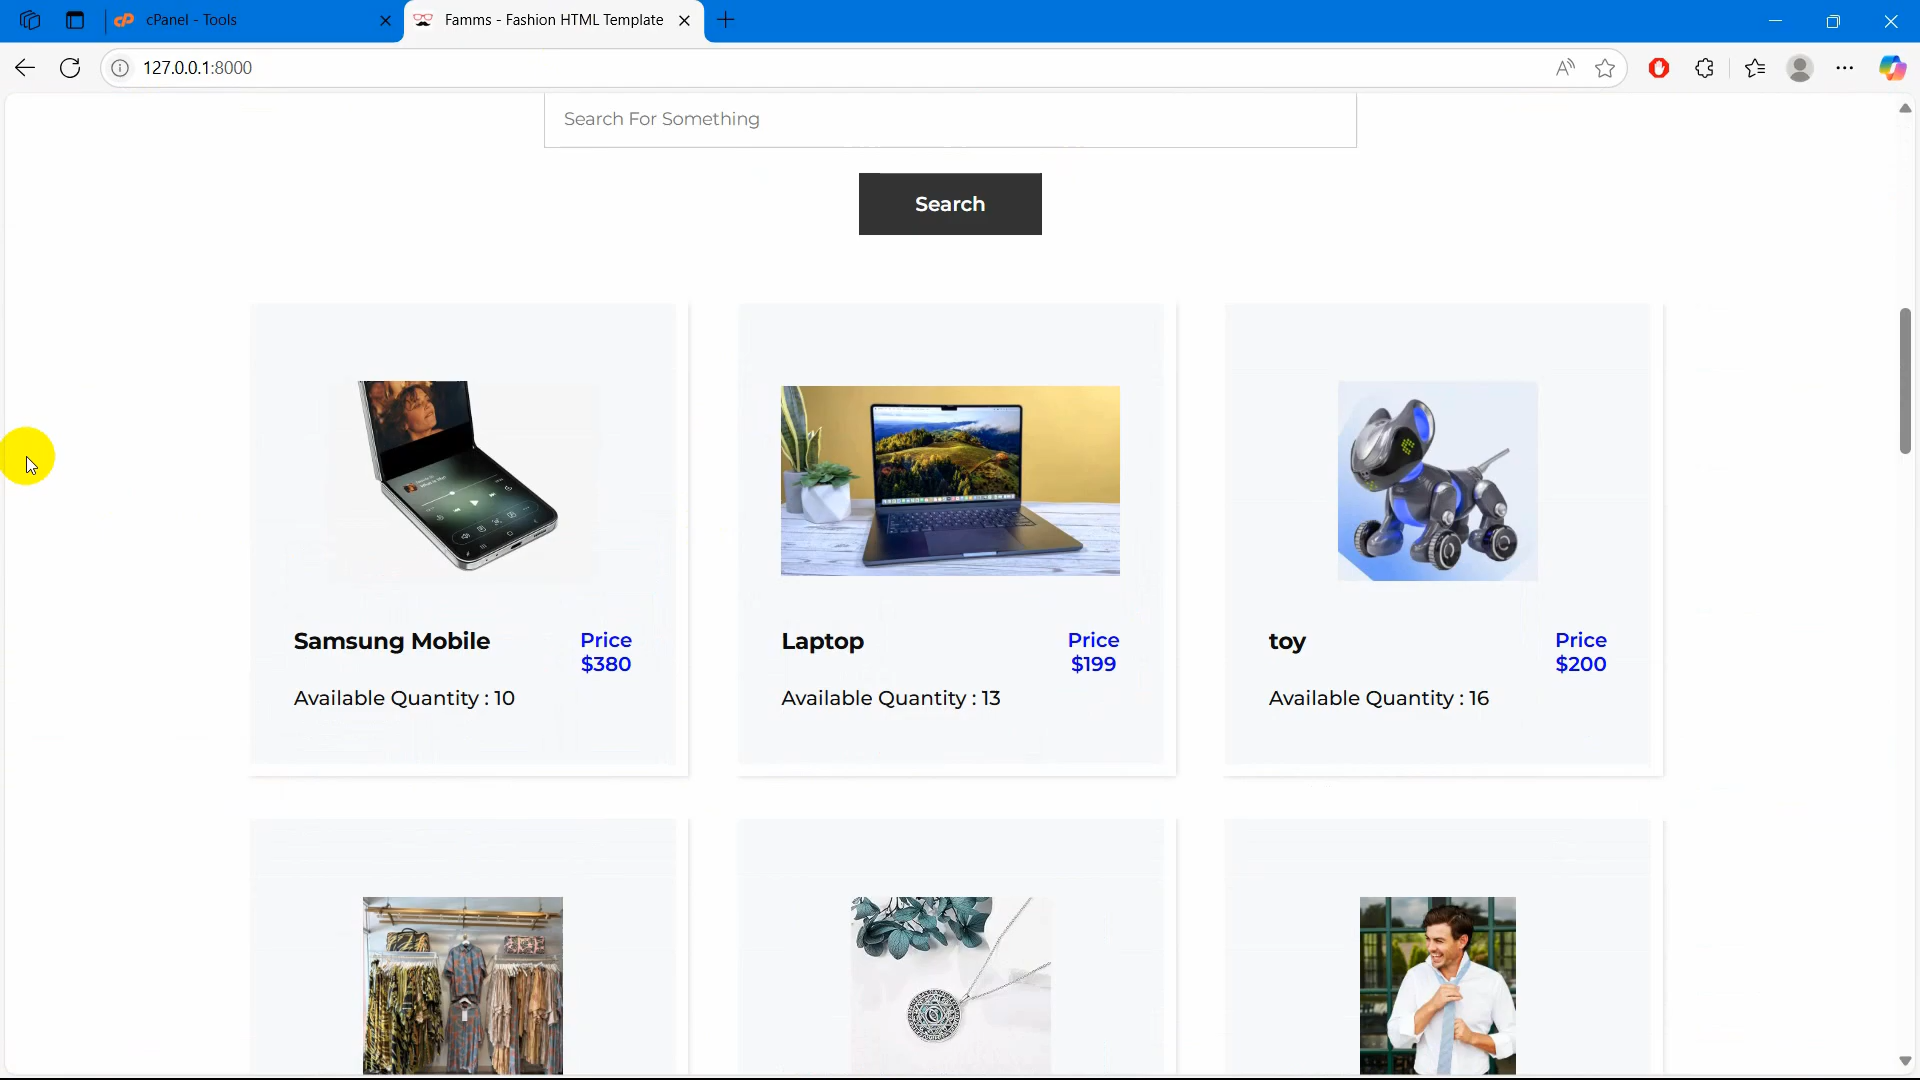 cPanel - Tools
Famms - Fashion HTML Template
127.0.0.1:8000
Search For Something
Search
Samsung Mobile
Price
$380
Available Quantity : 10
Laptop
Price
$199
Available Quantity : 13
toy
Price
$200
Available Quantity : 16